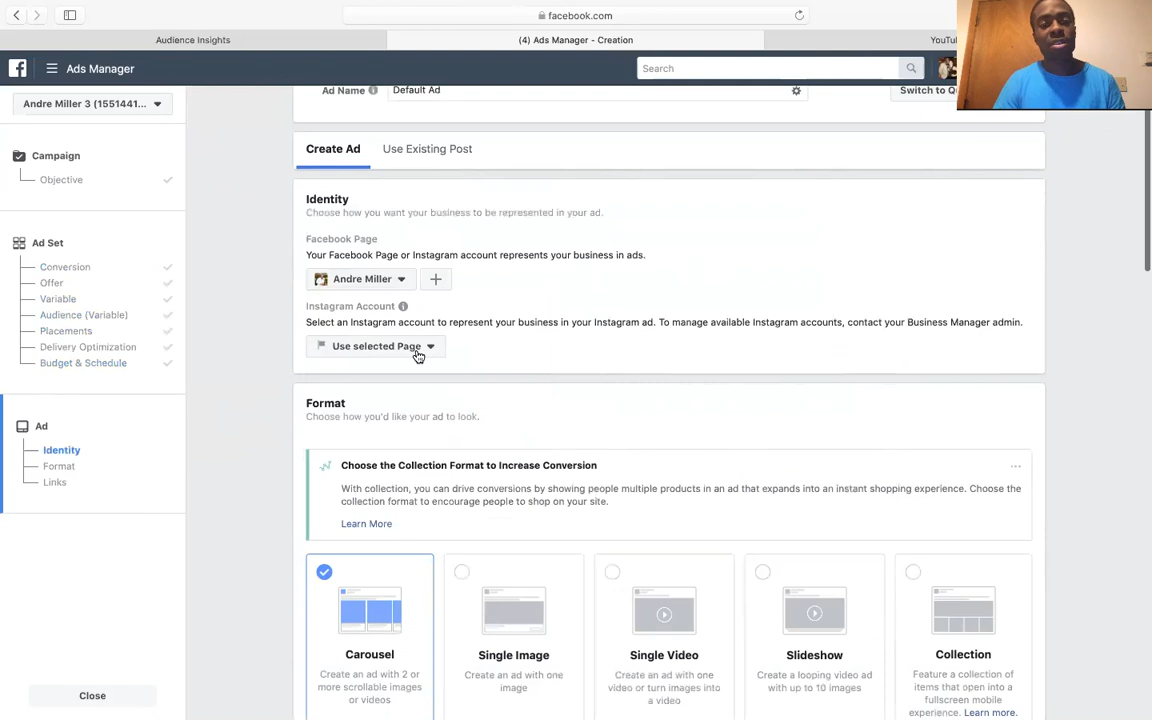 facebook.com
Audience Insights
(4) Ads Manager - Creation
YouTu
Ads Manager
Search
Andre Miller 3 (1551441...
Ad Name
Default Ad
Switch to Q
Campaign
Objective
Ad Set
Conversion
Offer
Variable
Audience (Variable)
Placements
Delivery Optimization
Budget & Schedule
Ad
Identity
Format
Links
Close
Create Ad
Use Existing Post
Identity
Choose how you want your business to be represented in your ad.
Facebook Page
Your Facebook Page or Instagram account represents your business in ads.
Andre Miller
Instagram Account
Select an Instagram account to represent your business in your Instagram ad. To manage available Instagram accounts, contact your Business Manager admin.
Use selected Page
Format
Choose how you'd like your ad to look.
Choose the Collection Format to Increase Conversion
With collection, you can drive conversions by showing people multiple products in an ad that expands into an instant shopping experience. Choose the
collection format to encourage people to shop on your site.
Learn More
Carousel
Create an ad with 2 or
more scrollable images
or videos
Single Image
Create an ad with one
image
Single Video
Create an ad with one
video or turn images into
a video
Slideshow
Create a looping video ad
with up to 10 images
Collection
Feature a collection of
items that open into a
fullscreen mobile
experience. Learn more.